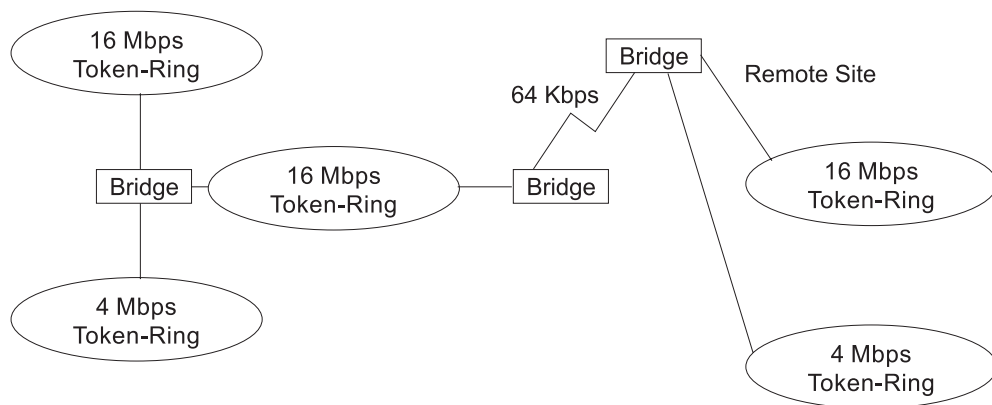 16 Mbps
Token-Ring
Bridge
4 Mbps
Token-Ring
16 Mbps
Token-Ring
Bridge
64 Kbps
Bridge
Remote Site
16 Mbps
Token-Ring
4 Mbps
Token-Ring